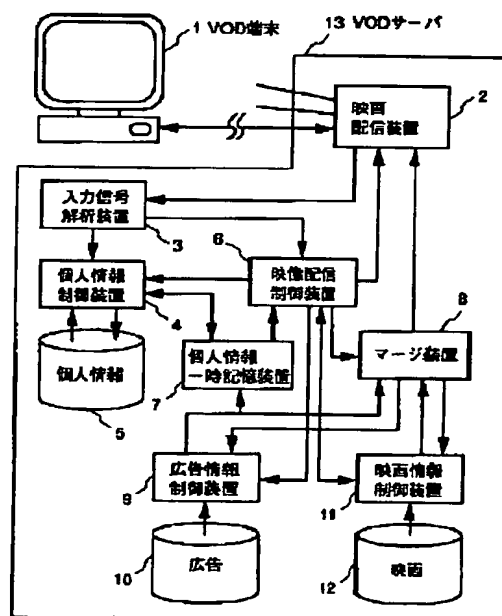 1 VOD端末
13 VODサーバ
映画
配信装置
2
入力信号
解析装置
3
個人情報
制御装置
4
6
映像配信
制御装置
8
マージ装置
個人情報
5
個人情報
一時記憶装置
7
広告情報
制御装置
9
映画情報
制御装置
11
広告
10
映画
12